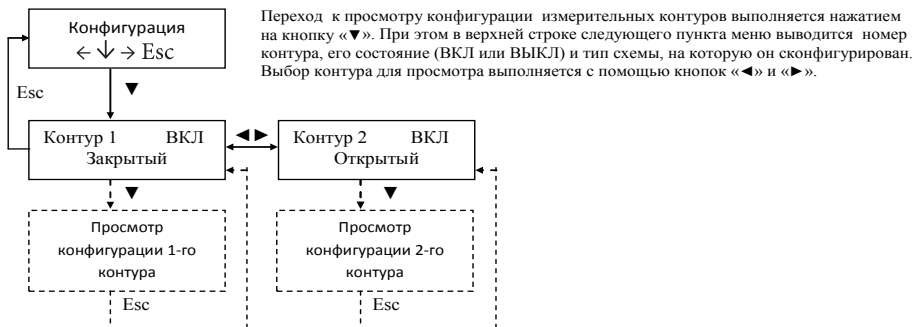 Конфигурация
← ↓ → Esc
Переход к просмотру конфигурации измерительных контуров выполняется нажатием
на кнопку «▼». При этом в верхней строке следующего пункта меню выводится номер
контура, его состояние (ВКЛ или ВЫКЛ) и тип схемы, на которую он сконфигурирован.
Выбор контура для просмотра выполняется с помощью кнопок «◄» и «►».
Esc
▼
Контур 1 ВКЛ
Закрытый
◄►
Контур 2 ВКЛ
Открытый
▼
▼
Просмотр
конфигурации 1-го
контура
Просмотр
конфигурации 2-го
контура
Esc
Esc